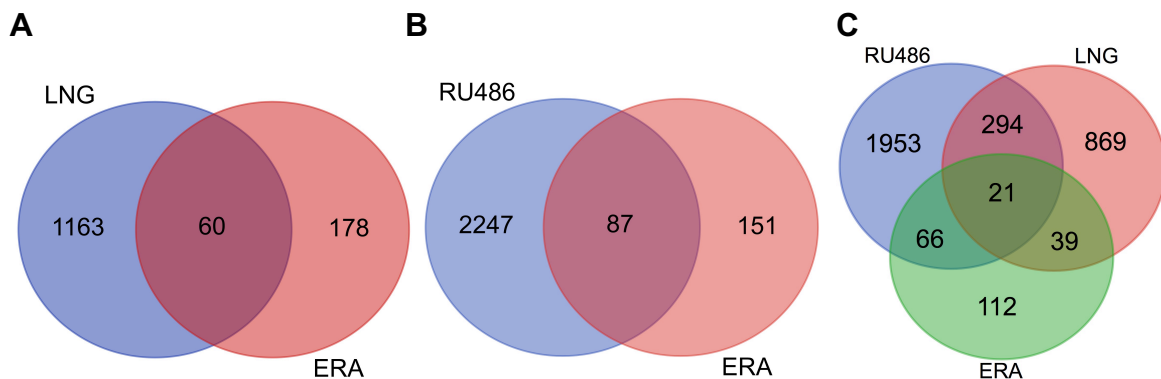 A
LNG
1163
60
178
ERA
B
RU486
2247
87
151
ERA
C
RU486
LNG
1953
294
869
21
66
39
112
ERA